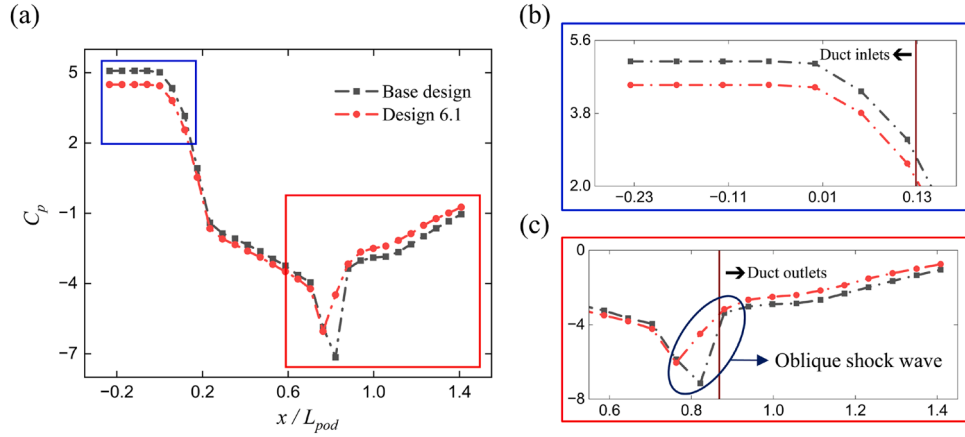 (a)
5
2
−1
−4
−7
C_p
−0.2
0.2
0.6
1.0
1.4
x / L_pod
Base design
Design 6.1
(b)
5.6
3.8
2.0
−0.23
−0.11
0.01
0.13
Duct inlets
(c)
0
−4
−8
0.6
0.8
1.0
1.2
1.4
Duct outlets
Oblique shock wave